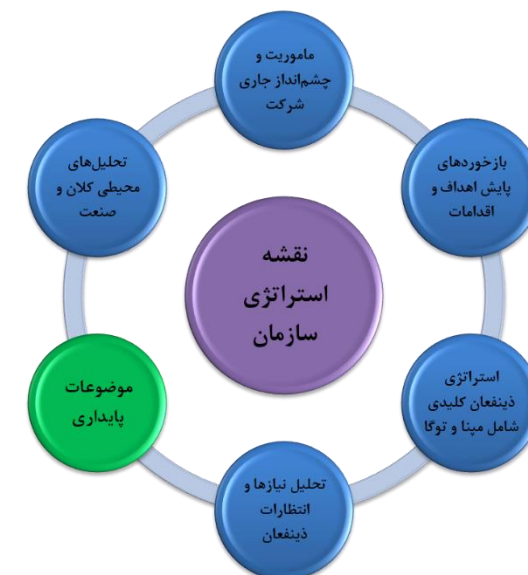 ماموریت و
چشم‌انداز جاری
شرکت
بازخوردهای
پایش اهداف و
اقدامات
استراتژی
ذینفعان کلیدی
شامل مپنا و توگا
تحلیل نیازها و
انتظارات
ذینفعان
موضوعات
پایداری
تحلیل‌های
محیطی کلان و
صنعت
نقشه
استراتژی
سازمان